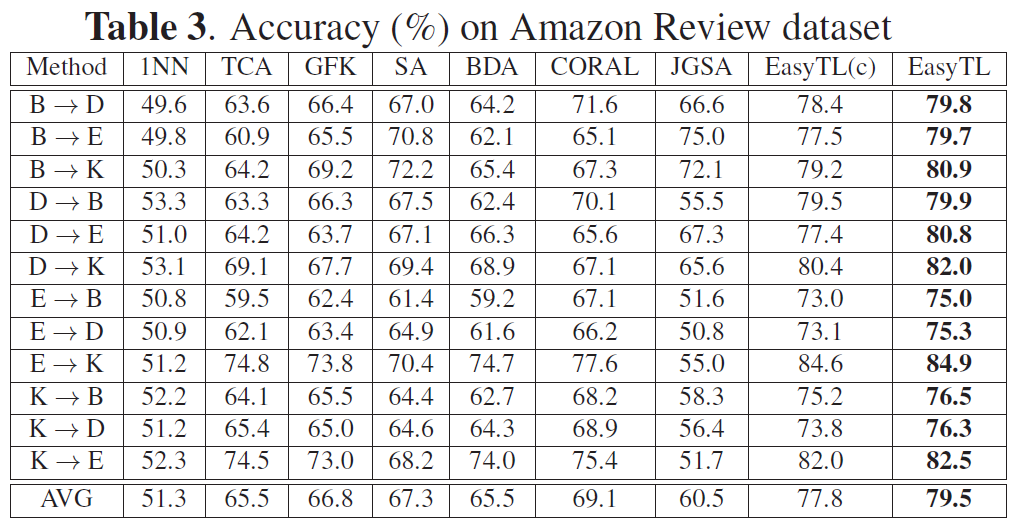 Table 3. Accuracy (%) on Amazon Review dataset
Method 1NN TCA GFK SA BDA CORAL JGSA EasyTL(c) EasyTL
B → D 49.6 63.6 66.4 67.0 64.2 71.6 66.6 78.4 79.8
B → E 49.8 60.9 65.5 70.8 62.1 65.1 75.0 77.5 79.7
B → K 50.3 64.2 69.2 72.2 65.4 67.3 72.1 79.2 80.9
D → B 53.3 63.3 66.3 67.5 62.4 70.1 55.5 79.5 79.9
D → E 51.0 64.2 63.7 67.1 66.3 65.6 67.3 77.4 80.8
D → K 53.1 69.1 67.7 69.4 68.9 67.1 65.6 80.4 82.0
E → B 50.8 59.5 62.4 61.4 59.2 67.1 51.6 73.0 75.0
E → D 50.9 62.1 63.4 64.9 61.6 66.2 50.8 73.1 75.3
E → K 51.2 74.8 73.8 70.4 74.7 77.6 55.0 84.6 84.9
K → B 52.2 64.1 65.5 64.4 62.7 68.2 58.3 75.2 76.5
K → D 51.2 65.4 65.0 64.6 64.3 68.9 56.4 73.8 76.3
K → E 52.3 74.5 73.0 68.2 74.0 75.4 51.7 82.0 82.5
AVG 51.3 65.5 66.8 67.3 65.5 69.1 60.5 77.8 79.5